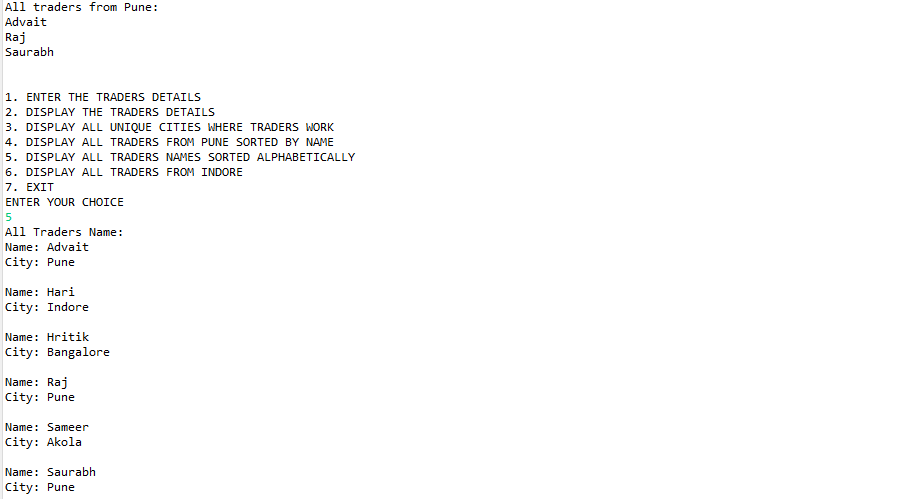 All traders from Pune:
Advait
Raj
Saurabh
1. ENTER THE TRADERS DETAILS
2. DISPLAY THE TRADERS DETAILS
3. DISPLAY ALL UNIQUE CITIES WHERE TRADERS WORK
4. DISPLAY ALL TRADERS FROM PUNE SORTED BY NAME
5. DISPLAY ALL TRADERS NAMES SORTED ALPHABETICALLY
6. DISPLAY ALL TRADERS FROM INDORE
7. EXIT
ENTER YOUR CHOICE
5
All Traders Name:
Name: Advait
City: Pune
Name: Hari
City: Indore
Name: Hritik
City: Bangalore
Name: Raj
City: Pune
Name: Sameer
City: Akola
Name: Saurabh
City: Pune